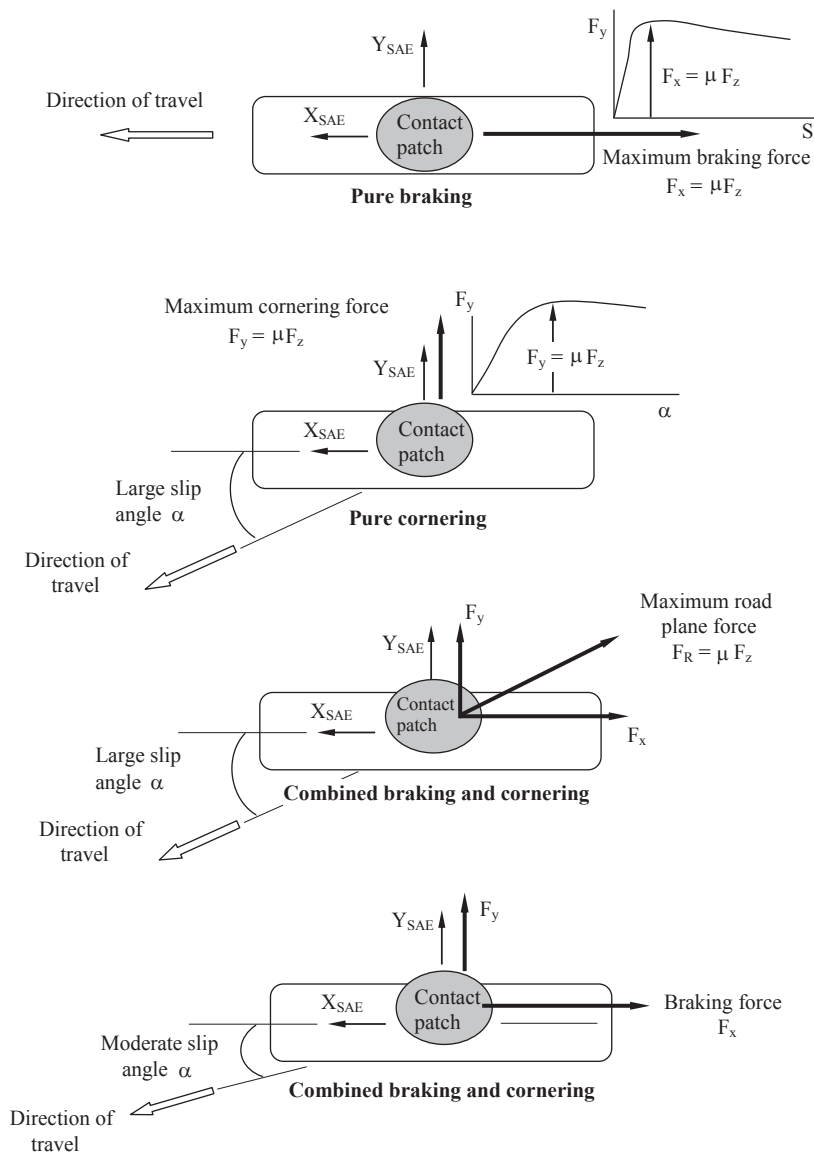 Y_SAE
F_y
F_x = μ F_z
S
Direction of travel
X_SAE
Contact
patch
Maximum braking force
F_x = μF_z
Pure braking
Maximum cornering force
F_y = μF_z
F_y
Y_SAE
F_y = μ F_z
α
X_SAE
Contact
patch
Large slip
angle α
Pure cornering
Direction of
travel
F_y
Y_SAE
Maximum road
plane force
F_R = μ F_z
X_SAE
Contact
patch
F_x
Large slip
angle α
Combined braking and cornering
Direction of
travel
Y_SAE
F_y
X_SAE
Contact
patch
Braking force
F_x
Moderate slip
angle α
Combined braking and cornering
Direction of
travel